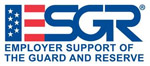 ESGR®
EMPLOYER SUPPORT OF
THE GUARD AND RESERVE